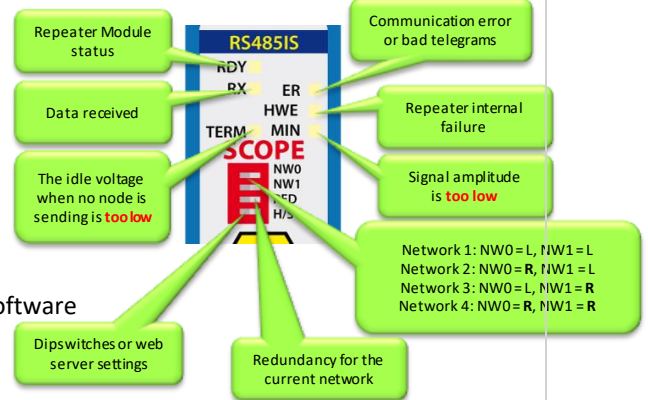 Repeater Module
status
Communication error
or bad telegrams
RS485IS
RDY
RX
ER
HWE
TERM
MIN
SCOPE
NW0
NW1
RED
H/S
Data received
Repeater internal
failure
The idle voltage
when no node is
sending is too low
Signal amplitude
is too low
Network 1: NW0 = L, NW1 = L
Network 2: NW0 = R, NW1 = L
Network 3: NW0 = L, NW1 = R
Network 4: NW0 = R, NW1 = R
oftware
Dipswitches or web
server settings
Redundancy for the
current network